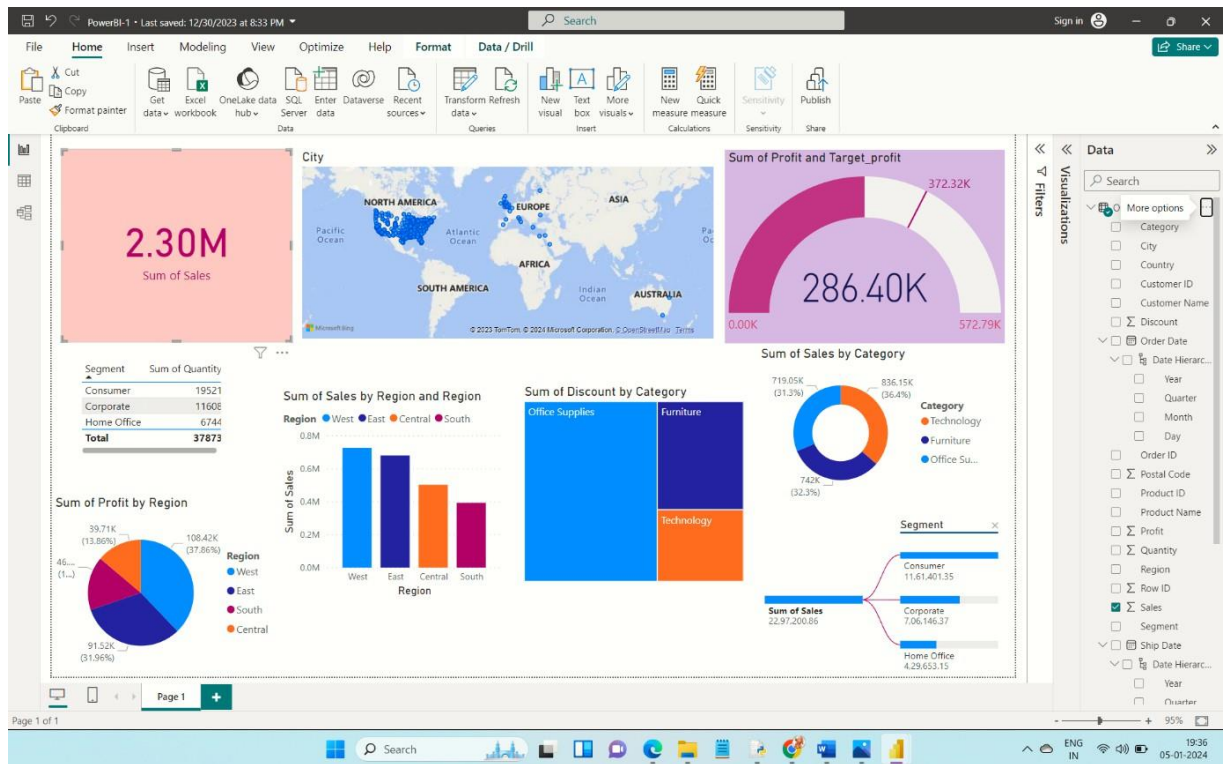 PowerBI-1 • Last saved: 12/30/2023 at 8:33 PM
Search
Sign in
File Home Insert Modeling View Optimize Help Format Data / Drill
Share
Paste
Cut
Copy
Format painter
Get data
Excel workbook
OneLake data hub
SQL Server
Enter data
Dataverse
Recent sources
Transform data
Refresh
New visual
Text box
More visuals
New measure
Quick measure
Sensitivity
Publish
Clipboard Data Queries Insert Calculations Sensitivity Share
2.30M
Sum of Sales
City
NORTH AMERICA
EUROPE
ASIA
Pacific Ocean
Atlantic Ocean
AFRICA
SOUTH AMERICA
Indian Ocean
AUSTRALIA
Microsoft Bing
© 2023 TomTom, © 2024 Microsoft Corporation, © OpenStreetMap Terms
Sum of Profit and Target_profit
372.32K
286.40K
0.00K
572.79K
Segment Sum of Quantity
Consumer 19521
Corporate 11608
Home Office 6744
Total 37873
Sum of Sales by Region and Region
Region West East Central South
Sum of Sales
0.8M
0.6M
0.4M
0.2M
0.0M
West East Central South
Region
Sum of Discount by Category
Office Supplies
Furniture
Technology
Sum of Sales by Category
719.05K
(31.3%)
836.15K
(36.4%)
742K
(32.3%)
Category
Technology
Furniture
Office Su...
Sum of Profit by Region
39.71K
(13.86%)
108.42K
(37.86%)
46....
(1...)
91.52K
(31.96%)
Region
West
East
South
Central
Segment
Sum of Sales
22,97,200.86
Consumer
11,61,401.35
Corporate
7,06,146.37
Home Office
4,29,653.15
Filters
Visualizations
Data
Search
More options
Category
City
Country
Customer ID
Customer Name
Discount
Order Date
Date Hierarc...
Year
Quarter
Month
Day
Order ID
Postal Code
Product ID
Product Name
Profit
Quantity
Region
Row ID
Sales
Segment
Ship Date
Date Hierarc...
Year
Quarter
Page 1
Page 1 of 1
95%
Search
ENG
IN
19:36
05-01-2024